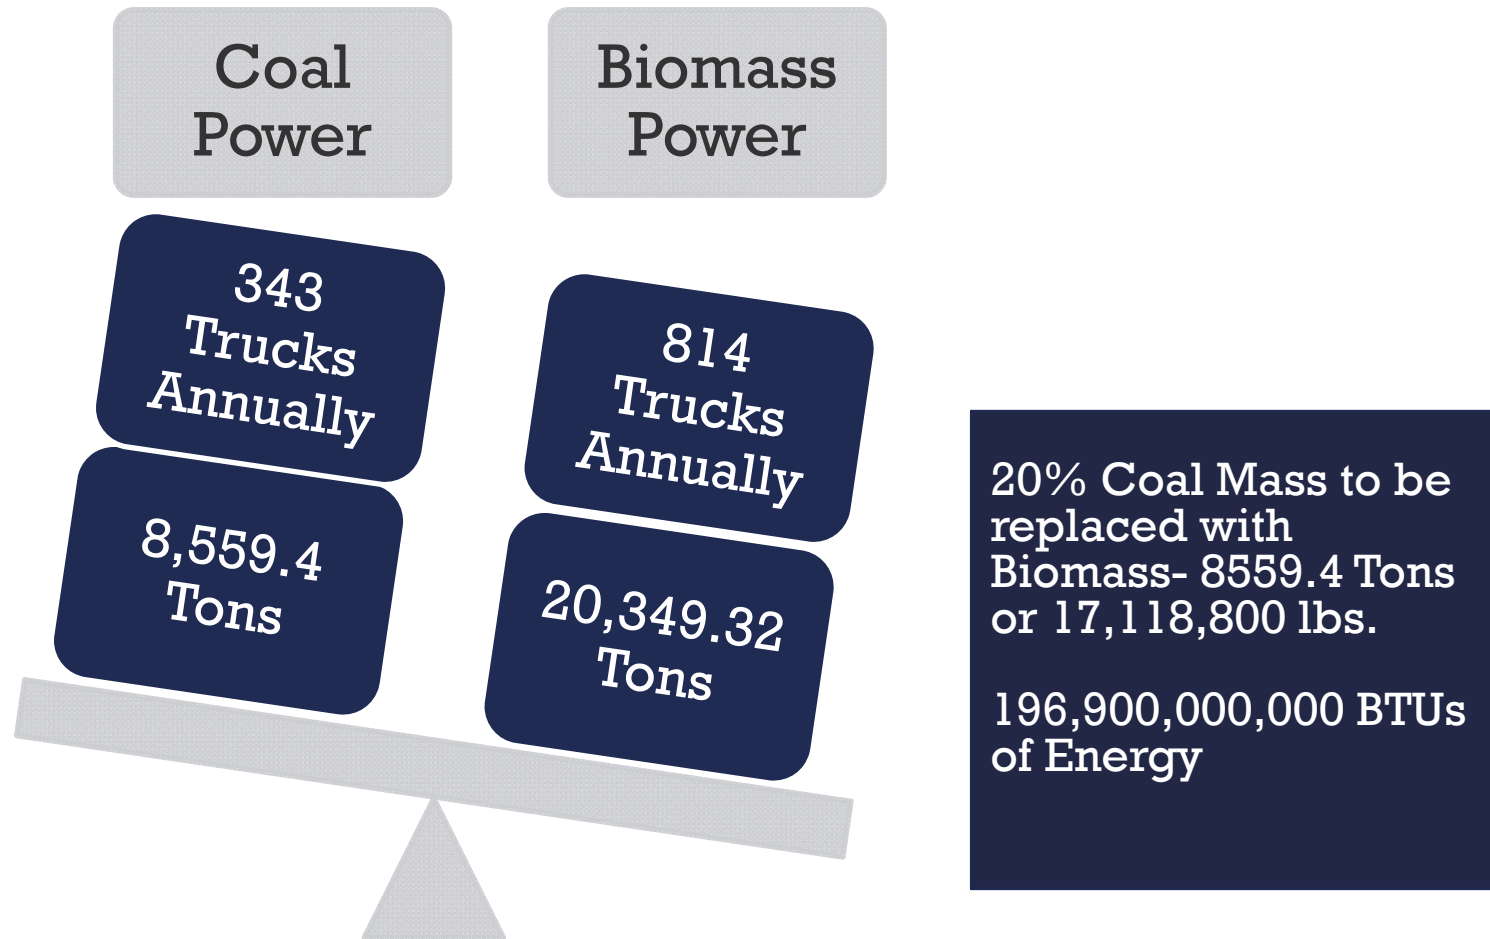 Coal
Power
Biomass
Power
343
Trucks
Annually
8,559.4
Tons
814
Trucks
Annually
20,349.32
Tons
20% Coal Mass to be
replaced with
Biomass- 8559.4 Tons
or 17,118,800 lbs.
196,900,000,000 BTUs
of Energy